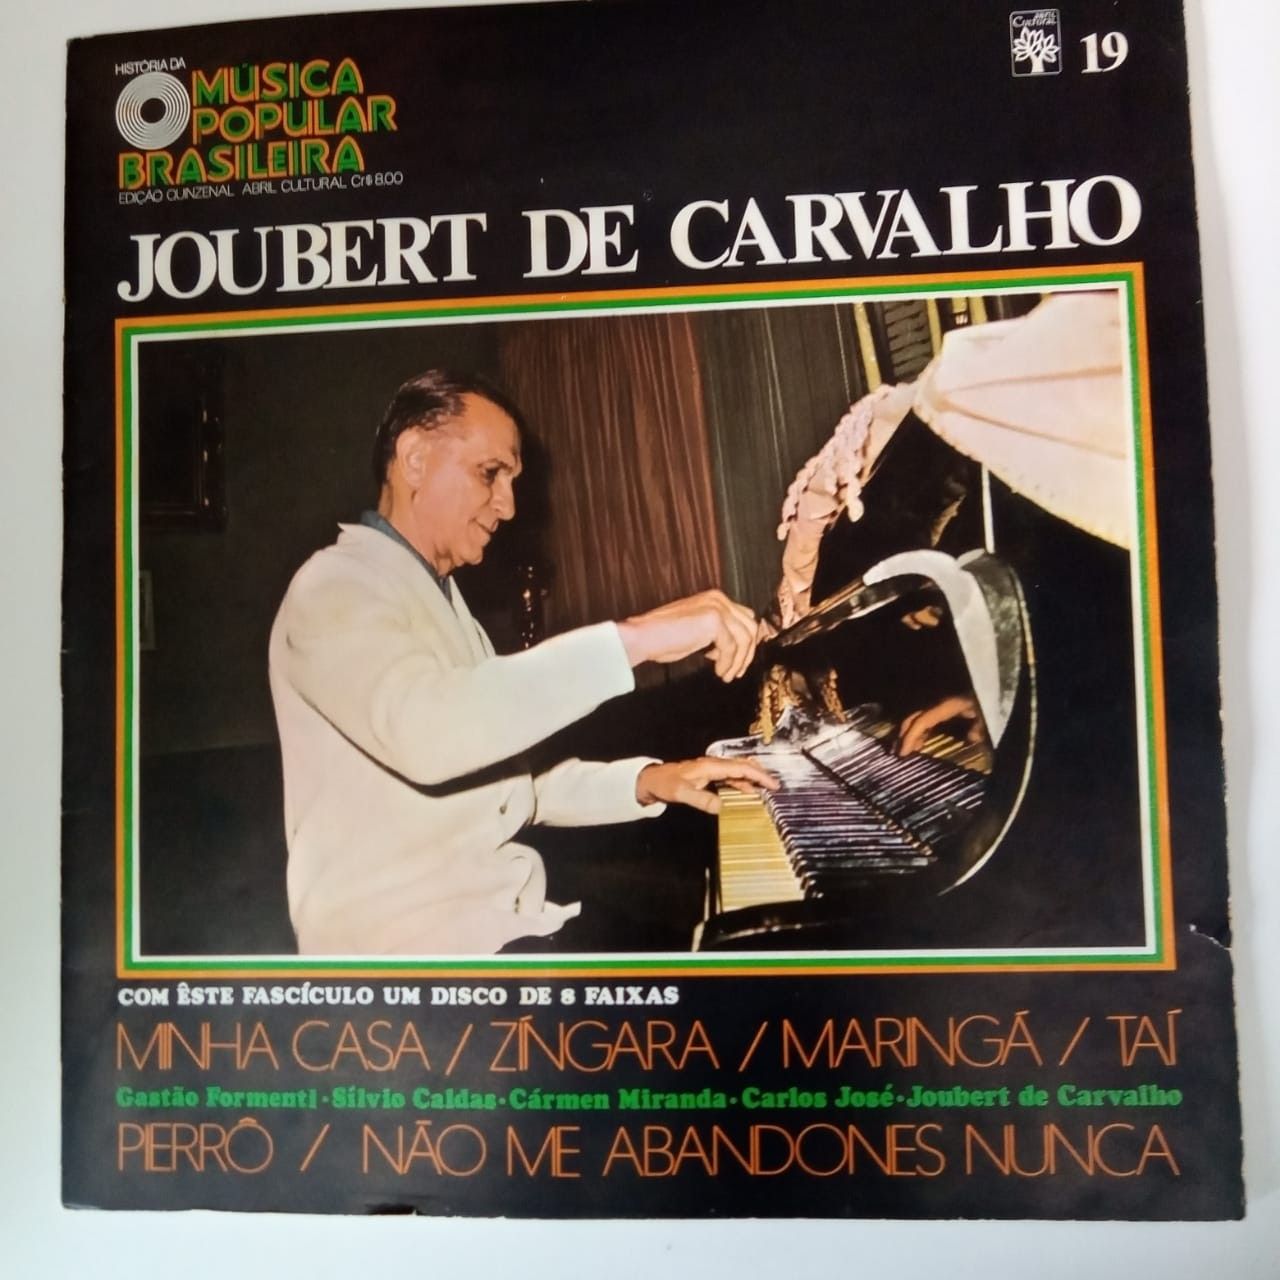 HISTÓRIA DA
MÚSICA
POPULAR
BRASILEIRA
EDIÇÃO QUINZENAL ABRIL CULTURAL Cr$ 8,00
abril
Cultural
19
JOUBERT DE CARVALHO
COM ÊSTE FASCÍCULO UM DISCO DE 8 FAIXAS
MINHA CASA / ZÍNGARA / MARINGÁ / TAÍ
Gastão Formenti · Sílvio Caldas · Cármen Miranda · Carlos José · Joubert de Carvalho
PIERRÔ / NÃO ME ABANDONES NUNCA